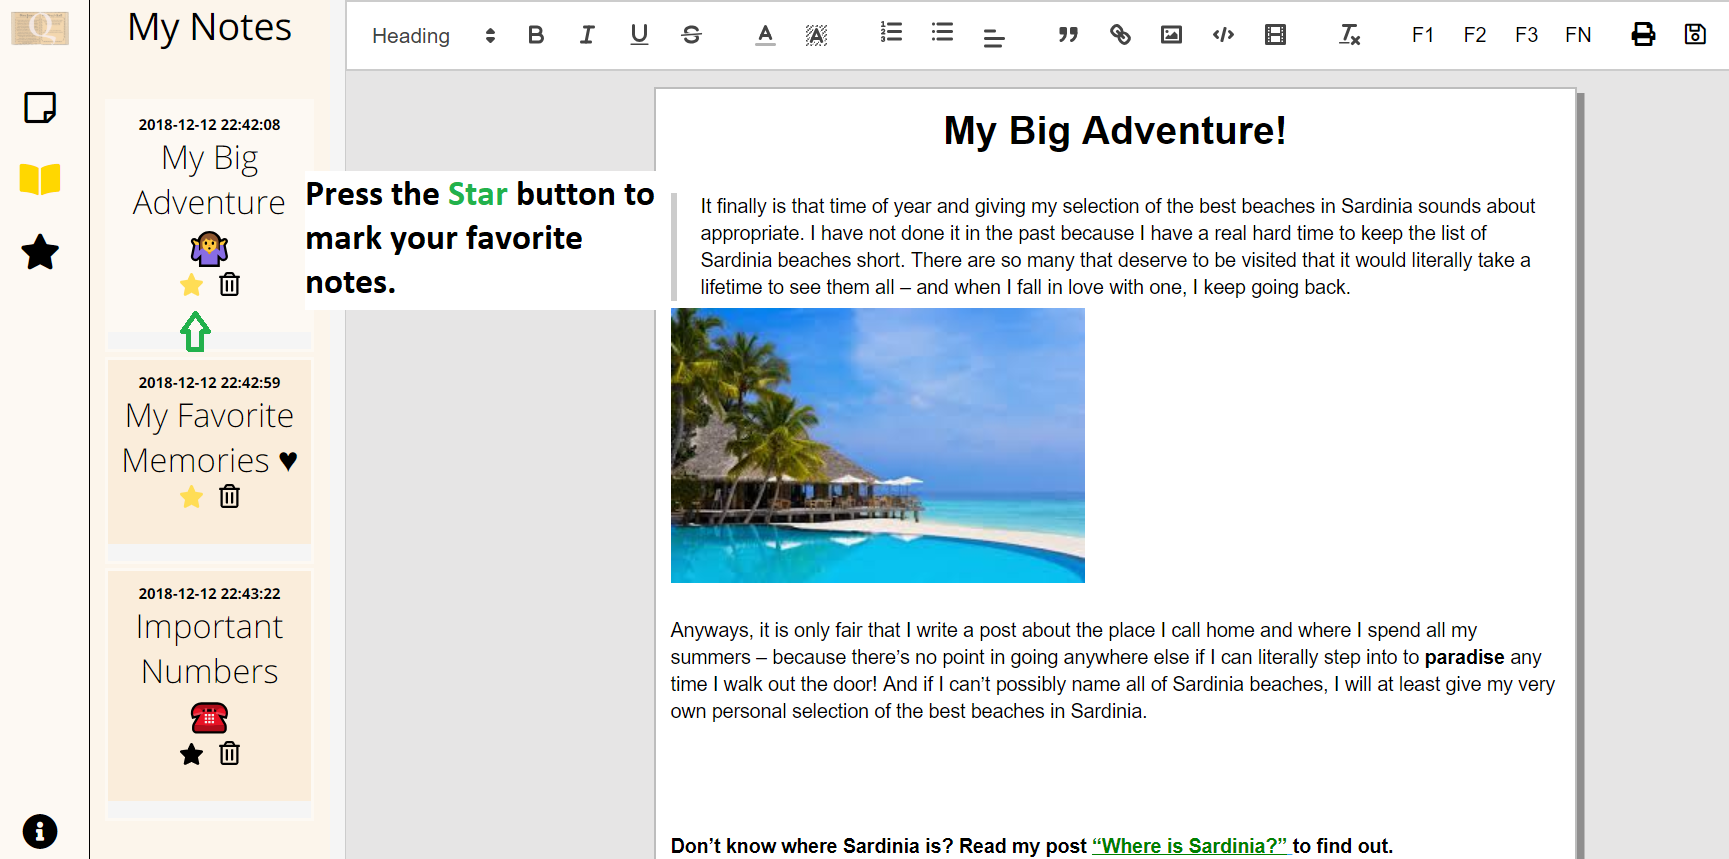 Q
My Notes
Heading
B I U S A A </> Tx F1 F2 F3 FN
2018-12-12 22:42:08
My Big
Adventure
Press the Star button to
mark your favorite
notes.
2018-12-12 22:42:59
My Favorite
Memories ♥
2018-12-12 22:43:22
Important
Numbers
My Big Adventure!
It finally is that time of year and giving my selection of the best beaches in Sardinia sounds about
appropriate. I have not done it in the past because I have a real hard time to keep the list of
Sardinia beaches short. There are so many that deserve to be visited that it would literally take a
lifetime to see them all – and when I fall in love with one, I keep going back.
Anyways, it is only fair that I write a post about the place I call home and where I spend all my
summers – because there’s no point in going anywhere else if I can literally step into to paradise any
time I walk out the door! And if I can’t possibly name all of Sardinia beaches, I will at least give my very
own personal selection of the best beaches in Sardinia.
Don’t know where Sardinia is? Read my post “Where is Sardinia?” to find out.